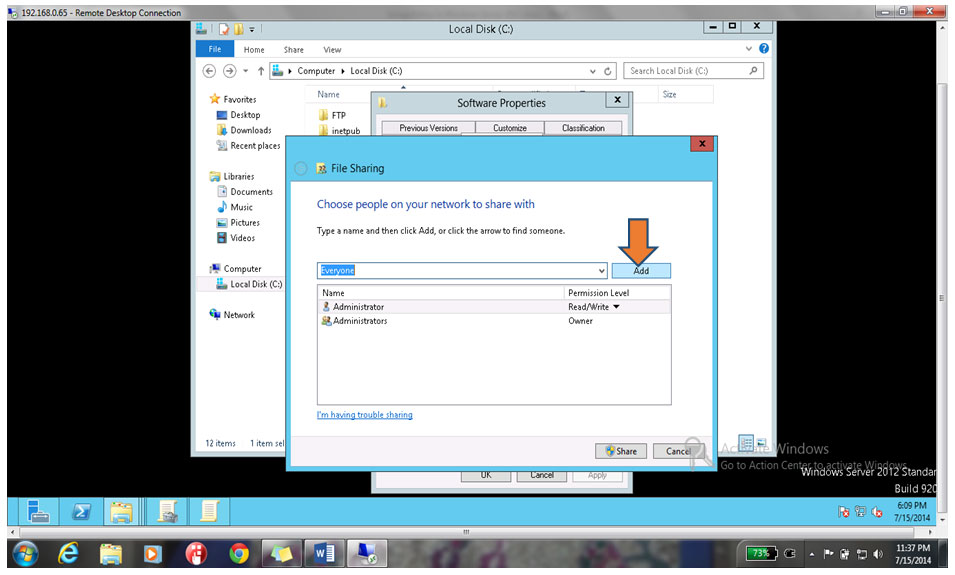 192.168.0.65 - Remote Desktop Connection
Local Disk (C:)
File Home Share View
Computer Local Disk (C:)
Search Local Disk (C:)
Name
Size
Favorites
Desktop
Downloads
Recent places
Libraries
Documents
Music
Pictures
Videos
Computer
Local Disk (C:)
Network
FTP
inetpub
12 items 1 item sel
Software Properties
Previous Versions Customize Classification
File Sharing
Choose people on your network to share with
Type a name and then click Add, or click the arrow to find someone.
Everyone
Add
Name Permission Level
Administrator Read/Write
Administrators Owner
I'm having trouble sharing
Share Cancel
OK Cancel Apply
Windows
Go to Action Center to activate Windows.
Windows Server 2012 Standar
Build 920
6:09 PM
7/15/2014
73%
11:37 PM
7/15/2014